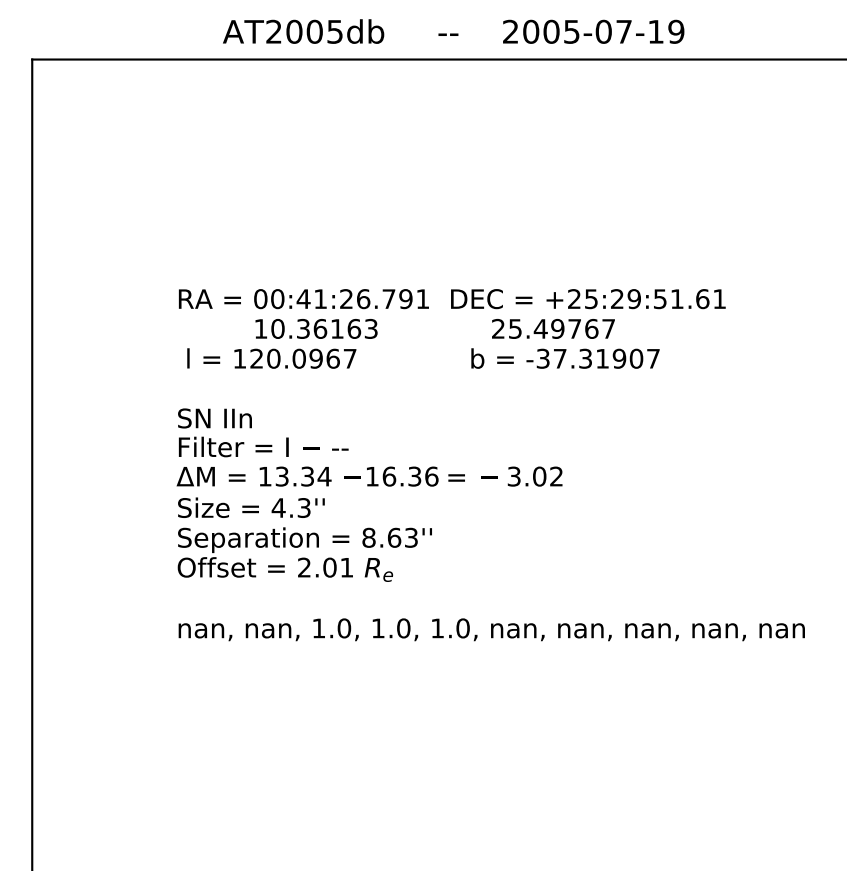 AT2005db -- 2005-07-19
RA = 00:41:26.791 DEC = +25:29:51.61
10.36163 25.49767
l = 120.0967 b = -37.31907
SN IIn
Filter = I − --
ΔM = 13.34 −16.36 = − 3.02
Size = 4.3''
Separation = 8.63''
Offset = 2.01 Re
nan, nan, 1.0, 1.0, 1.0, nan, nan, nan, nan, nan